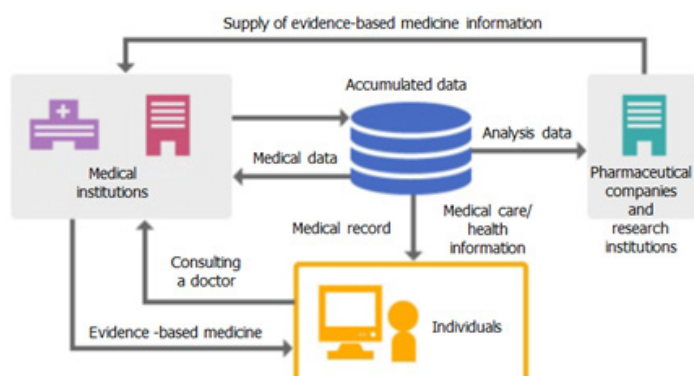 Supply of evidence-based medicine information
Accumulated data
Analysis data
Medical data
Medical
institutions
Pharmaceutical
companies
and
research
institutions
Medical record
Medical care/
health
information
Consulting
a doctor
Individuals
Evidence -based medicine